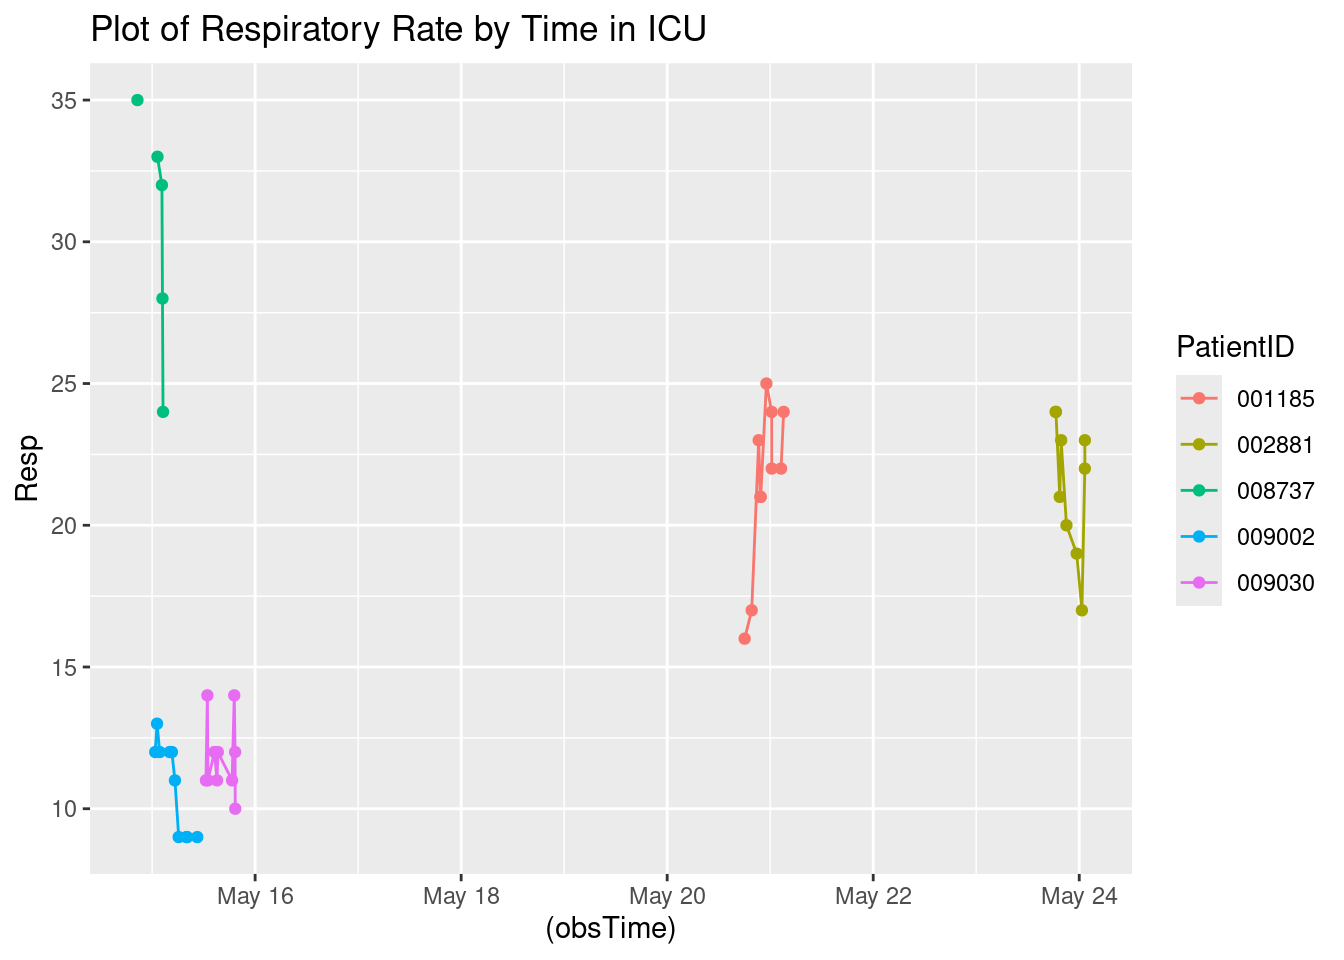 Plot of Respiratory Rate by Time in ICU
35
30
25
20
15
10
Resp
May 16
May 18
May 20
May 22
May 24
(obsTime)
PatientID
001185
002881
008737
009002
009030